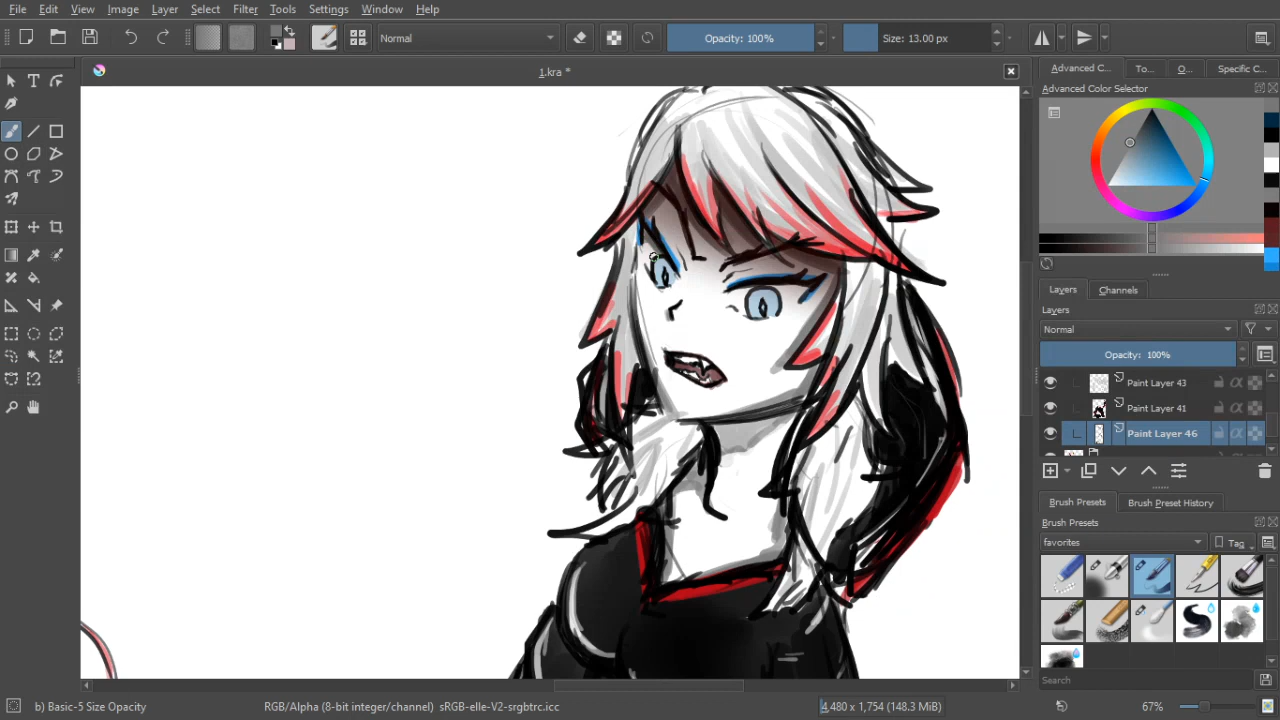 File Edit View Image Layer Select Filter Tools Settings Window Help
Normal
Opacity: 100%
Size: 13.00 px
1.kra *
Advanced C...
To...
O...
Specific C...
Advanced Color Selector
Layers
Channels
Layers
Normal
Opacity: 100%
Paint Layer 43
Paint Layer 41
Paint Layer 46
Brush Presets
Brush Preset History
Brush Presets
favorites
Tag
Search
b) Basic-5 Size Opacity
RGB/Alpha (8-bit integer/channel) sRGB-elle-V2-srgbtrc.icc
4,480 x 1,754 (148.3 MiB)
67%